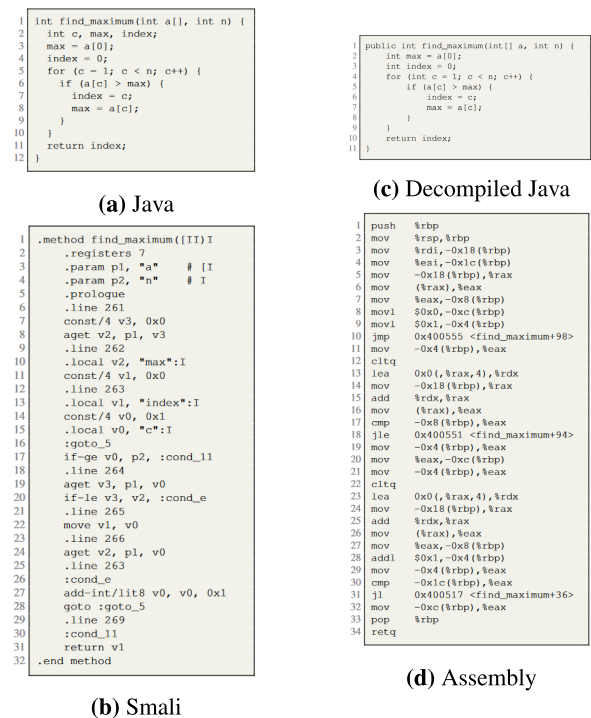 1 int find_maximum(int a[], int n) {
2 int c, max, index;
3 max = a[0];
4 index = 0;
5 for (c = 1; c < n; c++) {
6 if (a[c] > max) {
7 index = c;
8 max = a[c];
9 }
10 }
11 return index;
12 }
(a) Java
1 .method find_maximum([II)I
2 .registers 7
3 .param p1, "a" # [I
4 .param p2, "n" # I
5 .prologue
6 .line 261
7 const/4 v3, 0x0
8 aget v2, p1, v3
9 .line 262
10 .local v2, "max":I
11 const/4 v1, 0x0
12 .line 263
13 .local v1, "index":I
14 const/4 v0, 0x1
15 .local v0, "c":I
16 :goto_5
17 if-ge v0, p2, :cond_11
18 .line 264
19 aget v3, p1, v0
20 if-le v3, v2, :cond_e
21 .line 265
22 move v1, v0
23 .line 266
24 aget v2, p1, v0
25 .line 263
26 :cond_e
27 add-int/lit8 v0, v0, 0x1
28 goto :goto_5
29 .line 269
30 :cond_11
31 return v1
32 .end method
(b) Smali
1 public int find_maximum(int[] a, int n) {
2 int max = a[0];
3 int index = 0;
4 for (int c = 1; c < n; c++) {
5 if (a[c] > max) {
6 index = c;
7 max = a[c];
8 }
9 }
10 return index;
11 }
(c) Decompiled Java
1 push %rbp
2 mov %rsp,%rbp
3 mov %rdi,-0x18(%rbp)
4 mov %esi,-0x1c(%rbp)
5 mov -0x18(%rbp),%rax
6 mov (%rax),%eax
7 mov %eax,-0x8(%rbp)
8 movl $0x0,-0xc(%rbp)
9 movl $0x1,-0x4(%rbp)
10 jmp 0x400555 <find_maximum+98>
11 mov -0x4(%rbp),%eax
12 cltq
13 lea 0x0(,%rax,4),%rdx
14 mov -0x18(%rbp),%rax
15 add %rdx,%rax
16 mov (%rax),%eax
17 cmp -0x8(%rbp),%eax
18 jle 0x400551 <find_maximum+94>
19 mov -0x4(%rbp),%eax
20 mov %eax,-0xc(%rbp)
21 mov -0x4(%rbp),%eax
22 cltq
23 lea 0x0(,%rax,4),%rdx
24 mov -0x18(%rbp),%rax
25 add %rdx,%rax
26 mov (%rax),%eax
27 mov %eax,-0x8(%rbp)
28 addl $0x1,-0x4(%rbp)
29 mov -0x4(%rbp),%eax
30 cmp -0x1c(%rbp),%eax
31 jl 0x400517 <find_maximum+36>
32 mov -0xc(%rbp),%eax
33 pop %rbp
34 retq
(d) Assembly